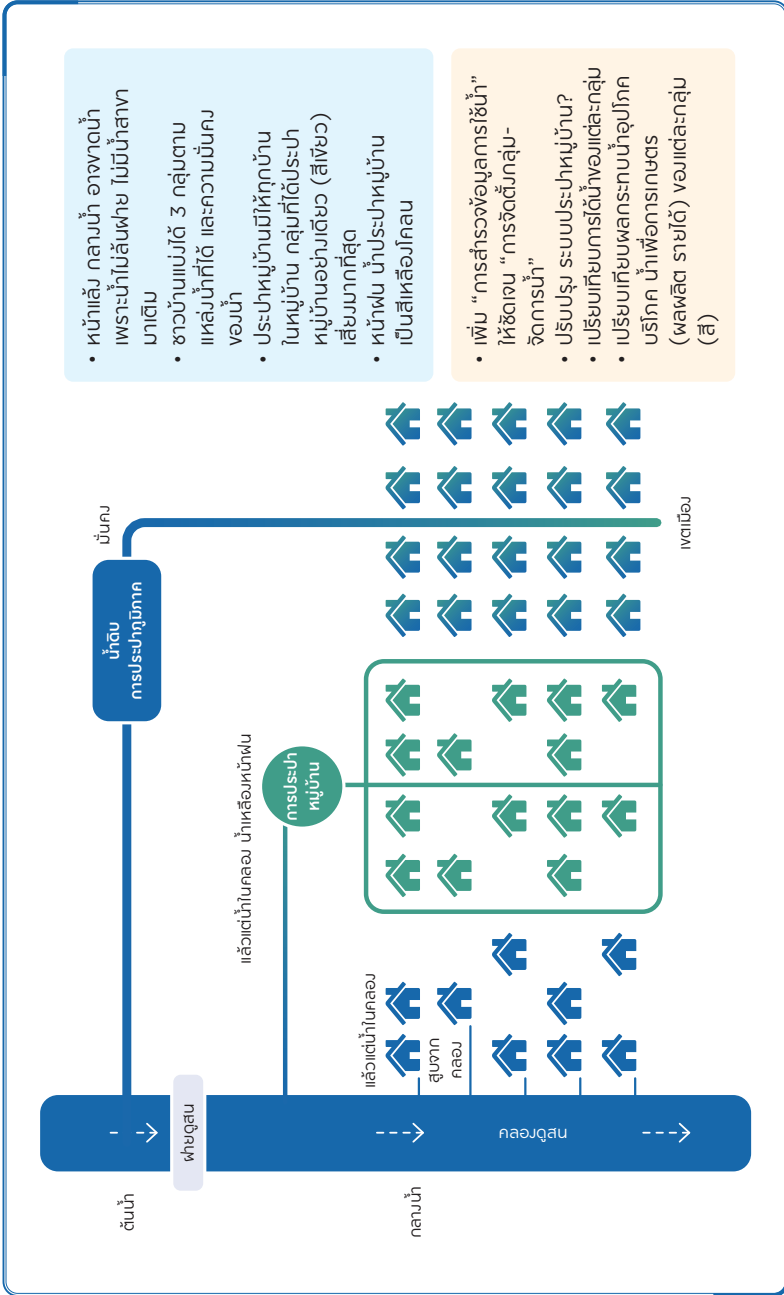 ต้นน้ำ
กลางน้ำ
ฝายดูสน
คลองดูสน
น้ำดิบ
การประปาภูมิภาค
มั่นคง
แล้วแต่น้ำในคลอง น้ำเหลืองหน้าฝน
การประปา
หมู่บ้าน
แล้วแต่น้ำในคลอง
สูบจาก
คลอง
เขตเมือง
• หน้าแล้ง กลางน้ำ อาจขาดน้ำ
เพราะน้ำไม่ล้นฝาย ไม่มีน้ำสาขา
มาเติม
• ชาวบ้านแบ่งได้ 3 กลุ่มตาม
แหล่งน้ำที่ได้ และความมั่นคง
ของน้ำ
• ประปาหมู่บ้านมีให้ทุกบ้าน
ในหมู่บ้าน กลุ่มที่ได้ประปา
หมู่บ้านอย่างเดียว (สีเขียว)
เสี่ยงมากที่สุด
• หน้าฝน น้ำประปาหมู่บ้าน
เป็นสีเหลืองโคลน
• เพิ่ม “การสำรวจข้อมูลการใช้น้ำ”
ให้ชัดเจน “การจัดตั้งกลุ่ม-
จัดการน้ำ”
• ปรับปรุง ระบบประปาหมู่บ้าน?
• เปรียบเทียบการได้น้ำของแต่ละกลุ่ม
• เปรียบเทียบผลกระทบน้ำอุปโภค
บริโภค น้ำเพื่อการเกษตร
(ผลผลิต รายได้) ของแต่ละกลุ่ม
(สี)